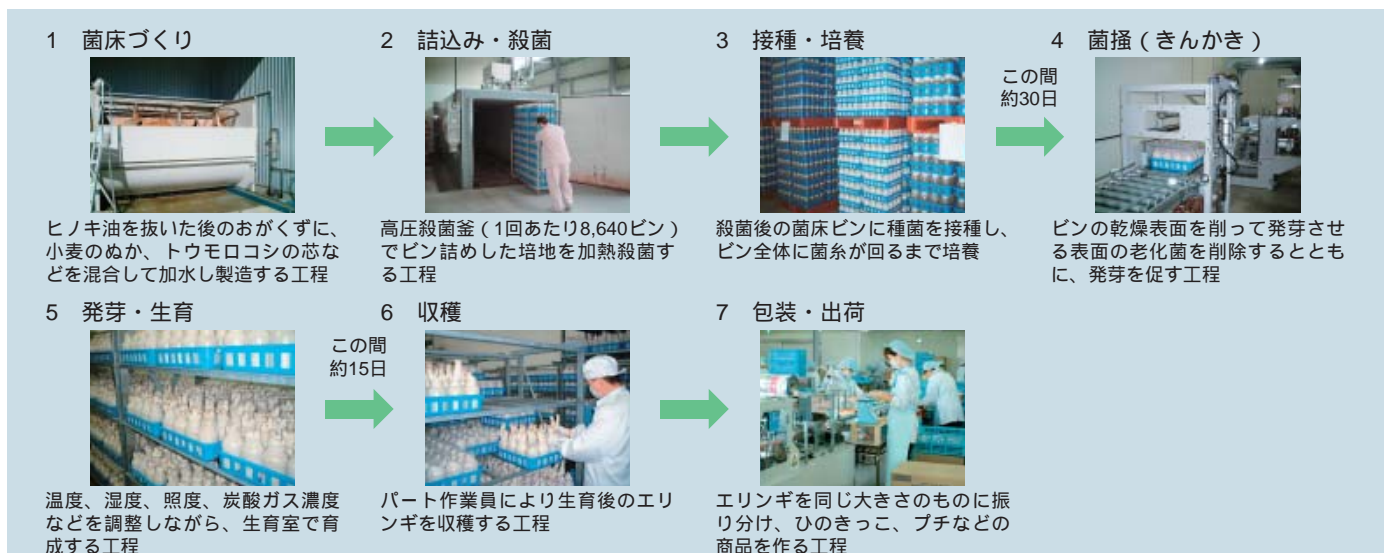 1 菌床づくり
ヒノキ油を抜いた後のおがくずに、
小麦のぬか、トウモロコシの芯な
どを混合して加水し製造する工程
2 詰込み・殺菌
高圧殺菌釜（1回あたり8,640ビン）
でビン詰めした培地を加熱殺菌す
る工程
3 接種・培養
殺菌後の菌床ビンに種菌を接種し、
ビン全体に菌糸が回るまで培養
この間
約30日
4 菌掻（きんかき）
ビンの乾燥表面を削って発芽させ
る表面の老化菌を削除するととも
に、発芽を促す工程
5 発芽・生育
温度、湿度、照度、炭酸ガス濃度
などを調整しながら、生育室で育
成する工程
この間
約15日
6 収穫
パート作業員により生育後のエリ
ンギを収穫する工程
7 包装・出荷
エリンギを同じ大きさのものに振
り分け、ひのきっこ、プチなどの
商品を作る工程